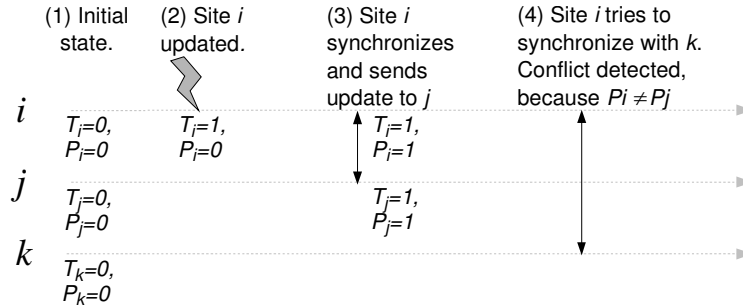 (1) Initial
state.
(2) Site i
updated.
(3) Site i
synchronizes
and sends
update to j
(4) Site i tries to
synchronize with k.
Conflict detected,
because Pi ≠ Pj
i
Ti=0,
Pi=0
Ti=1,
Pi=0
Ti=1,
Pi=1
j
Tj=0,
Pj=0
Tj=1,
Pj=1
k
Tk=0,
Pk=0